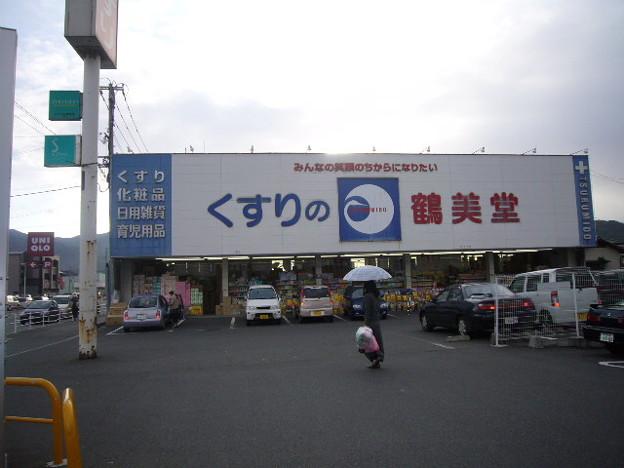 みんなの笑顔のちからになりたい
くすり
化粧品
日用雑貨
育児用品
くすりの
鶴美堂
TSURUMIDO
UNIQLO
S